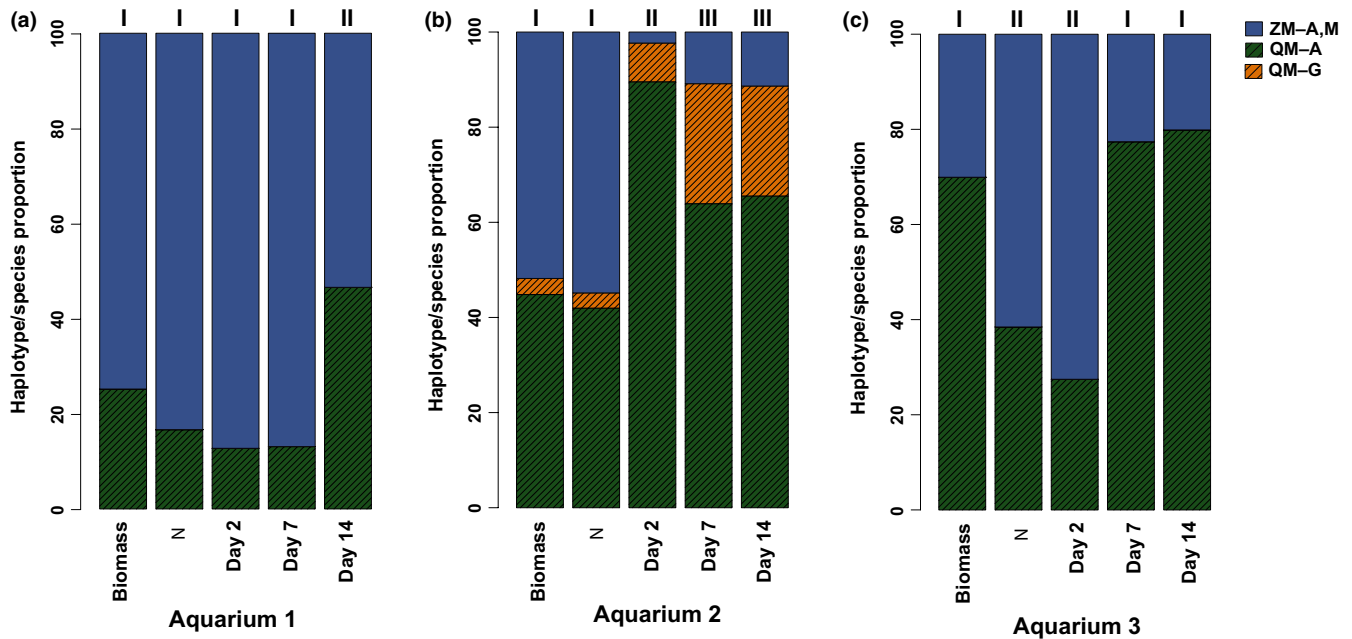 (a)
I I I I II
Haplotype/species proportion
0 20 40 60 80 100
Biomass
N
Day 2
Day 7
Day 14
Aquarium 1
(b)
I I II III III
Haplotype/species proportion
0 20 40 60 80 100
Biomass
N
Day 2
Day 7
Day 14
Aquarium 2
(c)
I II II I I
Haplotype/species proportion
0 20 40 60 80 100
Biomass
N
Day 2
Day 7
Day 14
Aquarium 3
ZM–A,M
QM–A
QM–G